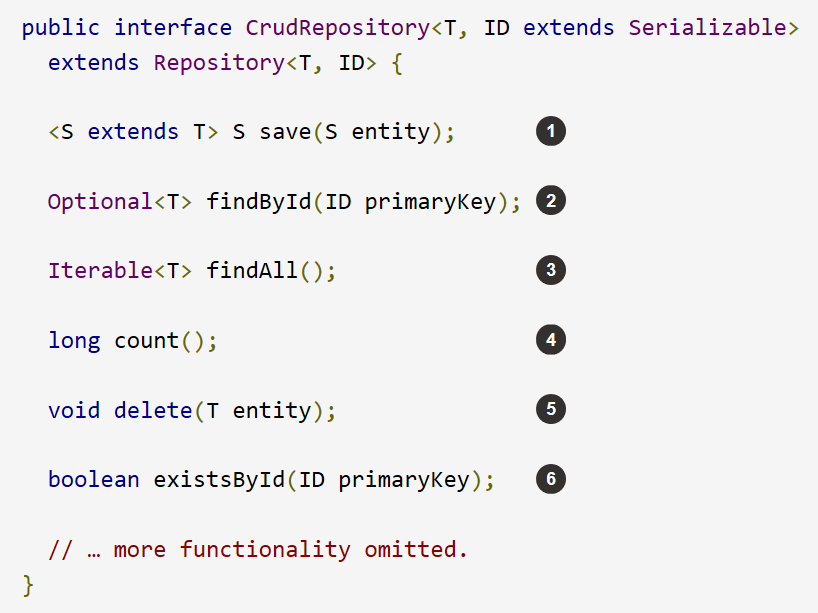 public interface CrudRepository<T, ID extends Serializable>
extends Repository<T, ID> {
<S extends T> S save(S entity); 1
Optional<T> findById(ID primaryKey); 2
Iterable<T> findAll(); 3
long count(); 4
void delete(T entity); 5
boolean existsById(ID primaryKey); 6
// … more functionality omitted.
}